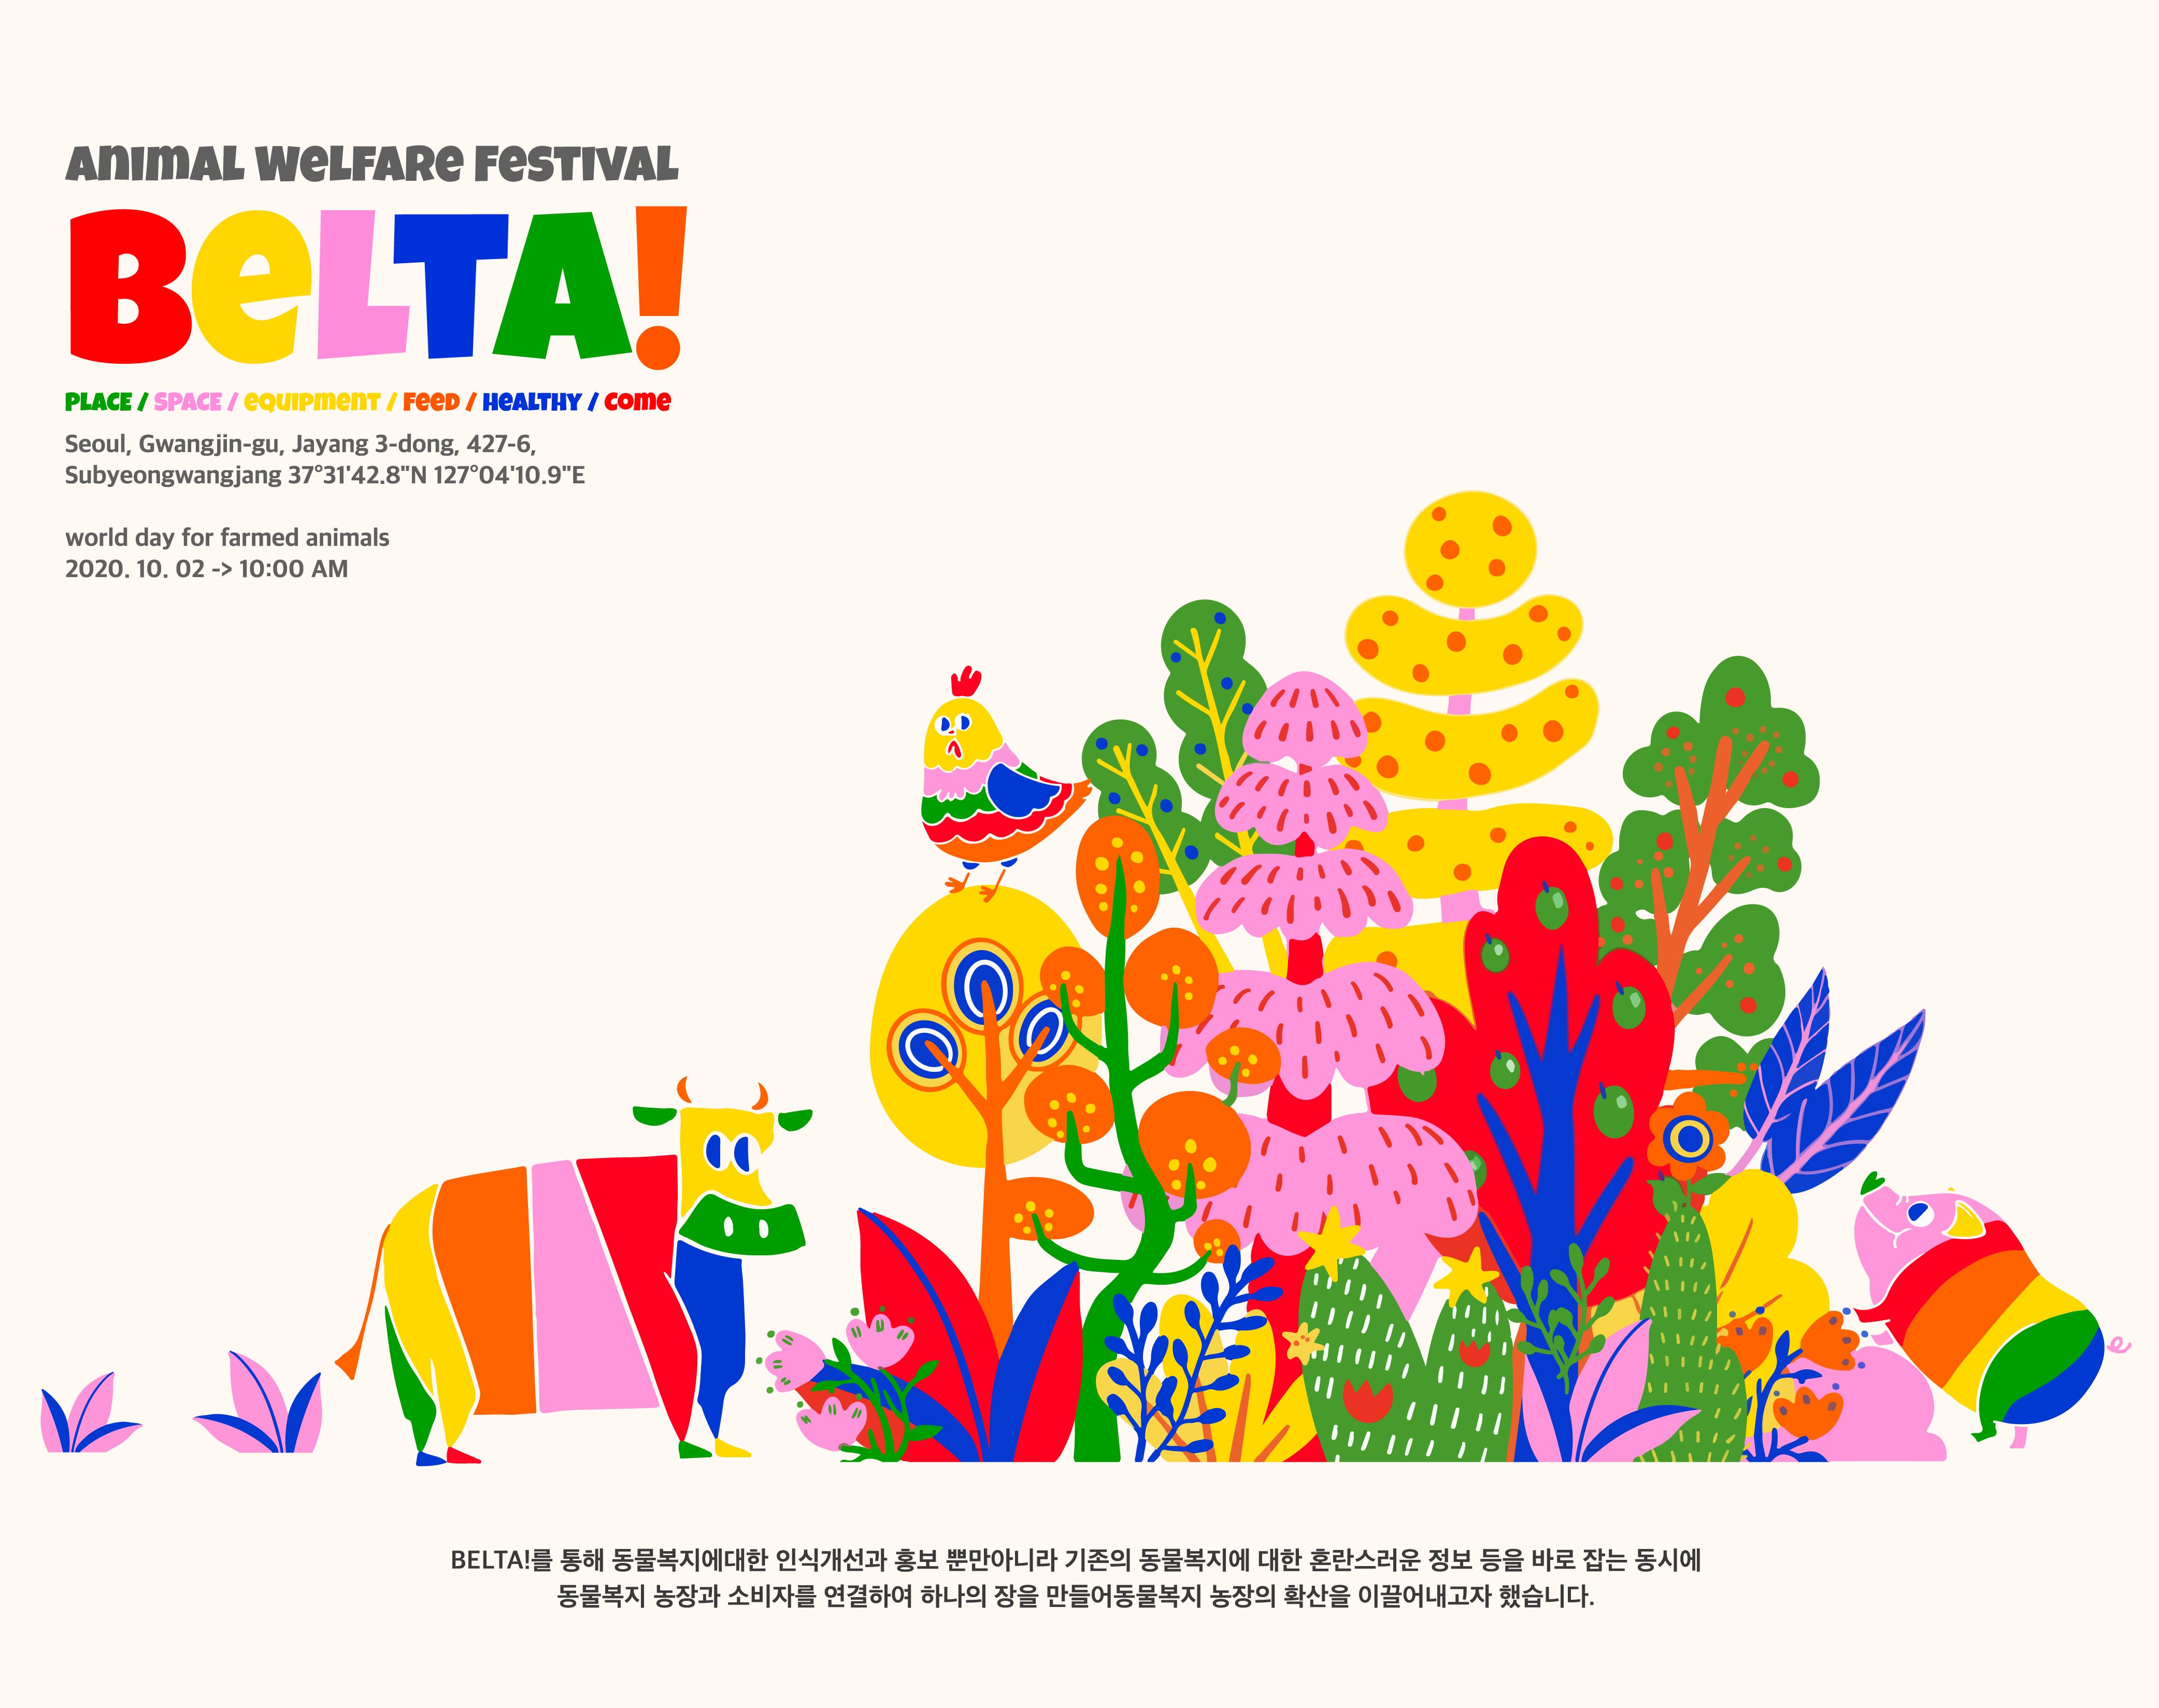 ANIMAL WELFARE FESTIVAL
BELTA!
PLACE / SPACE / EQUIPMENT / FEED / HEALTHY / COME
Seoul, Gwangjin-gu, Jayang 3-dong, 427-6,
Subyeongwangjang 37°31'42.8"N 127°04'10.9"E
world day for farmed animals
2020. 10. 02 -> 10:00 AM
BELTA!를 통해 동물복지에대한 인식개선과 홍보 뿐만아니라 기존의 동물복지에 대한 혼란스러운 정보 등을 바로 잡는 동시에
동물복지 농장과 소비자를 연결하여 하나의 장을 만들어동물복지 농장의 확산을 이끌어내고자 했습니다.